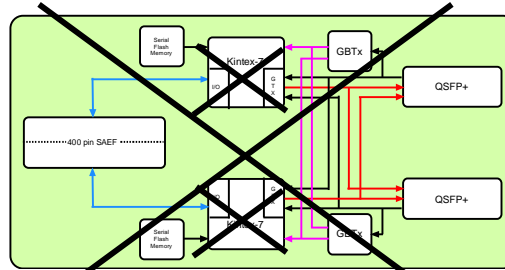 Serial
Flash
Memory
Kintex-7
I/O
G
T
X
GBTx
QSFP+
400 pin SAEF
I/O
G
X
Kintex-7
Serial
Flash
Memory
GBTx
QSFP+